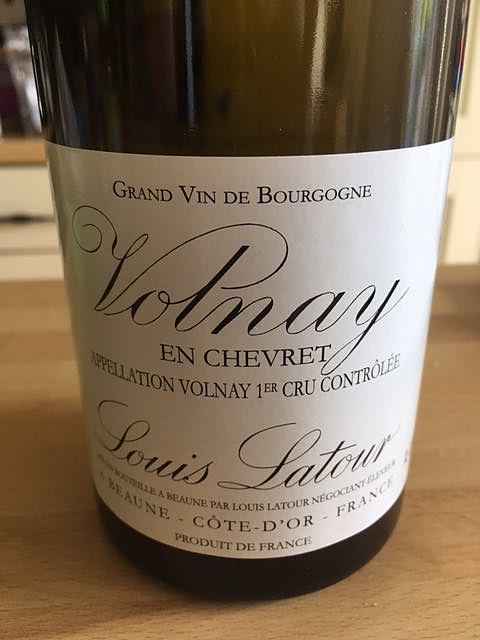 GRAND VIN DE BOURGOGNE
Volnay
EN CHEVRET
APPELLATION VOLNAY 1ER CRU CONTRÔLÉE
Louis Latour
MIS EN BOUTEILLE A BEAUNE PAR LOUIS LATOUR NÉGOCIANT-ÉLEVEUR
A BEAUNE - CÔTE-D'OR - FRANCE
PRODUIT DE FRANCE